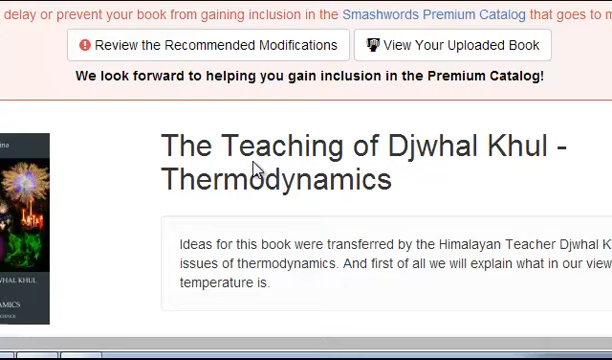 delay or prevent your book from gaining inclusion in the Smashwords Premium Catalog that goes to
Review the Recommended Modifications View Your Uploaded Book
We look forward to helping you gain inclusion in the Premium Catalog!
The Teaching of Djwhal Khul -
Thermodynamics
Ideas for this book were transferred by the Himalayan Teacher Djwhal K
issues of thermodynamics. And first of all we will explain what in our view
temperature is.
WHAL KHUL
AMICS